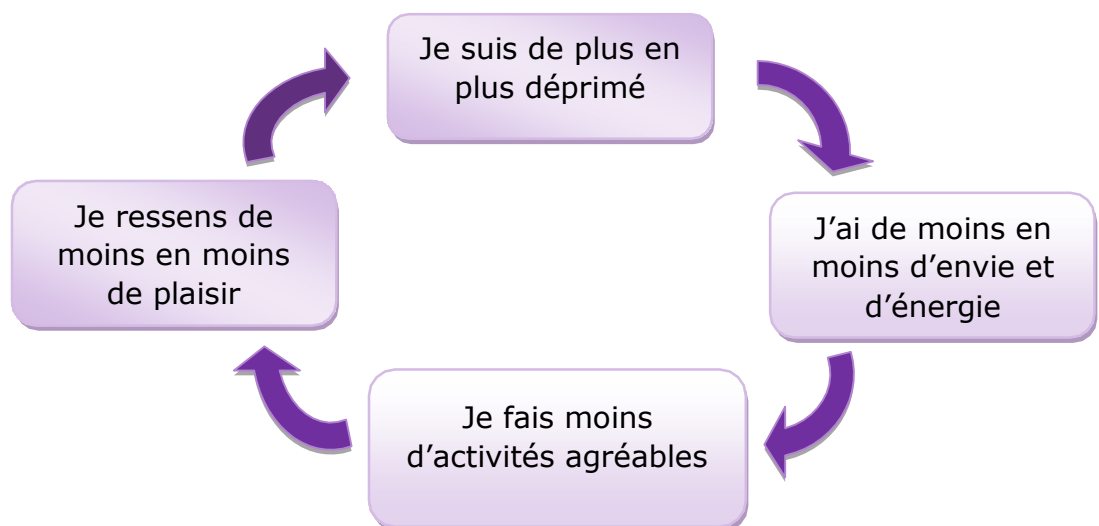 Je suis de plus en
plus déprimé
J’ai de moins en
moins d’envie et
d’énergie
Je fais moins
d’activités agréables
Je ressens de
moins en moins
de plaisir